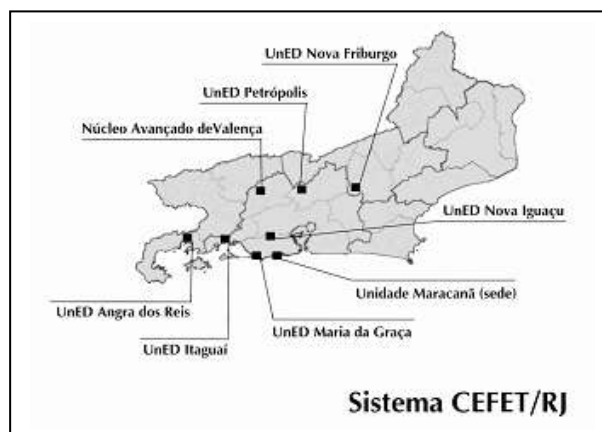 UnED Nova Friburgo
UnED Petrópolis
Núcleo Avançado deValença
UnED Nova Iguaçu
Unidade Maracanã (sede)
UnED Angra dos Reis
UnED Maria da Graça
UnED Itaguaí
Sistema CEFET/RJ